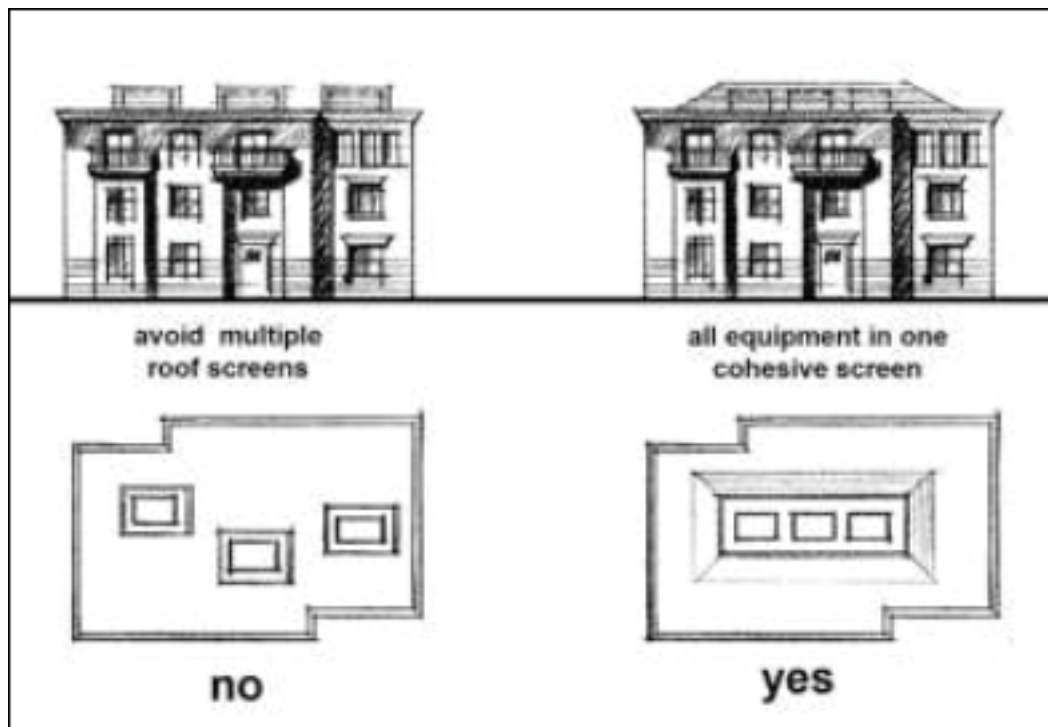 avoid multiple
roof screens
all equipment in one
cohesive screen
no
yes